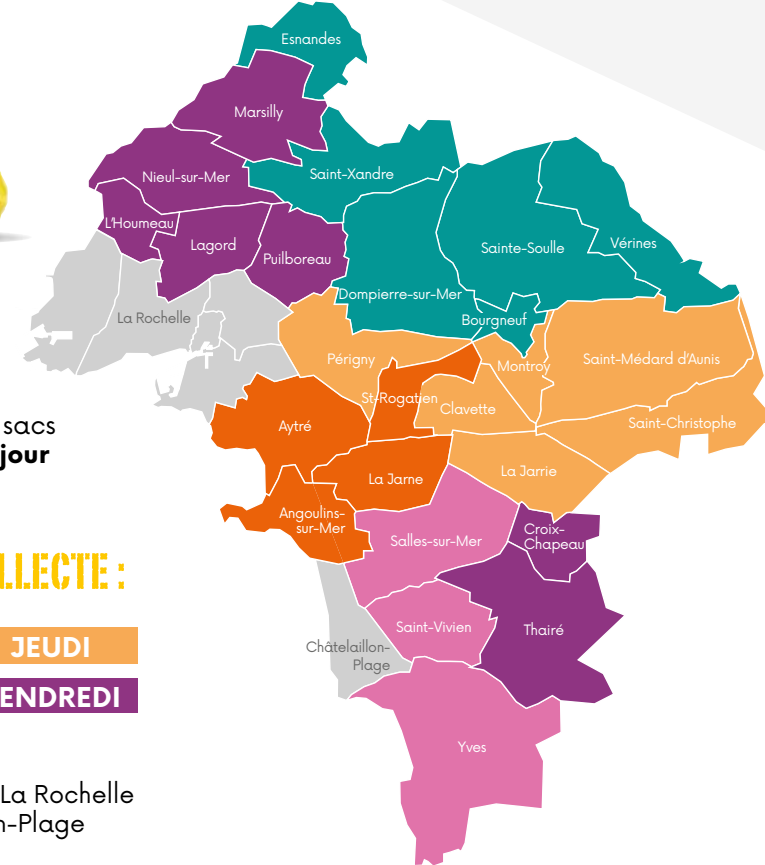 Esnandes
Marsilly
Saint-Xandre
Nieul-sur-Mer
L'Houmeau
Lagord
Puilboreau
Sainte-Soulle
Vérines
Dompierre-sur-Mer
La Rochelle
Bourgneuf
Périgny
Montroy
Saint-Médard d'Aunis
St-Rogatien
Clavette
Saint-Christophe
Aytré
La Jarne
La Jarrie
Angoulins-
sur-Mer
Salles-sur-Mer
Croix-
Chapeau
Saint-Vivien
Thairé
Châtelaillon-
Plage
Yves
sacs
jour
LLECTE :
JEUDI
ENDREDI
La Rochelle
n-Plage